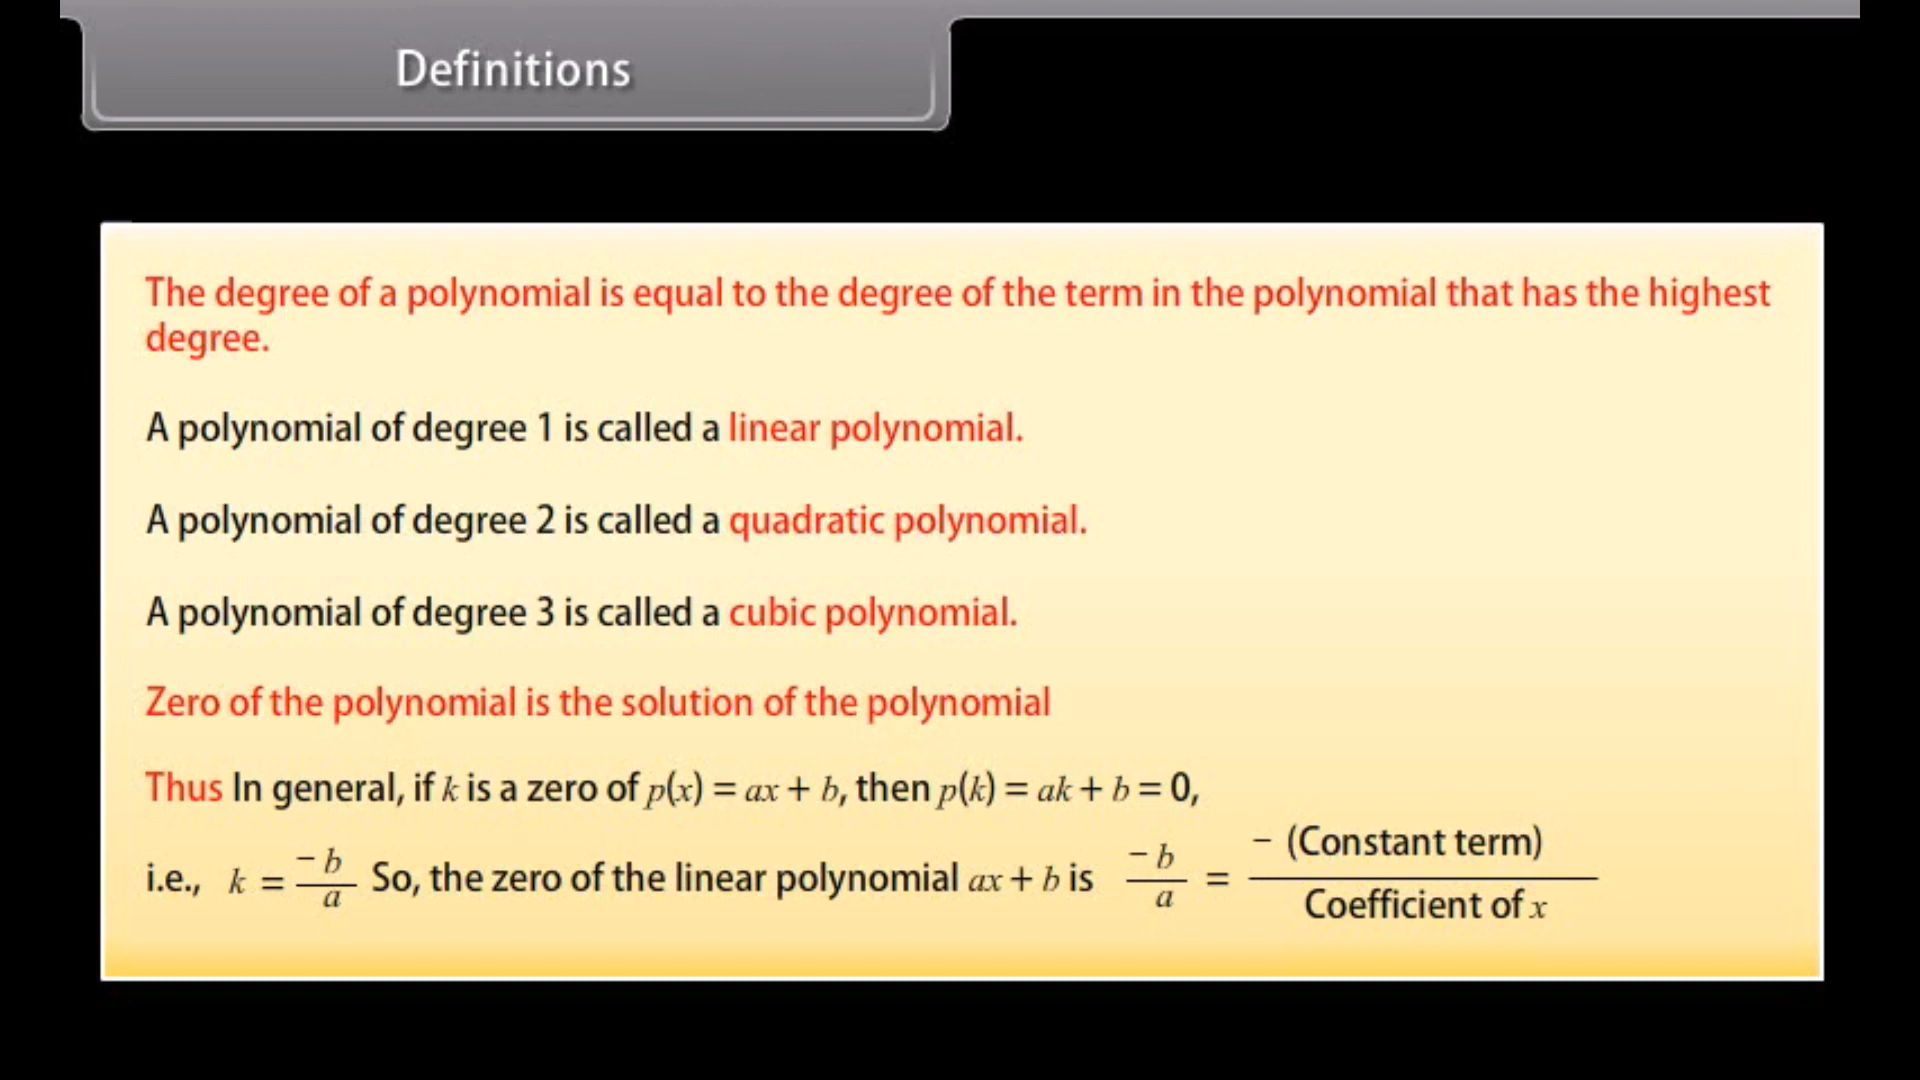 Definitions
The degree of a polynomial is equal to the degree of the term in the polynomial that has the highest
degree.
A polynomial of degree 1 is called a linear polynomial.
A polynomial of degree 2 is called a quadratic polynomial.
A polynomial of degree 3 is called a cubic polynomial.
Zero of the polynomial is the solution of the polynomial
Thus In general, if k is a zero of p(x) = ax + b, then p(k) = ak + b = 0,
i.e., k = −b/a So, the zero of the linear polynomial ax + b is −b/a = − (Constant term)/Coefficient of x